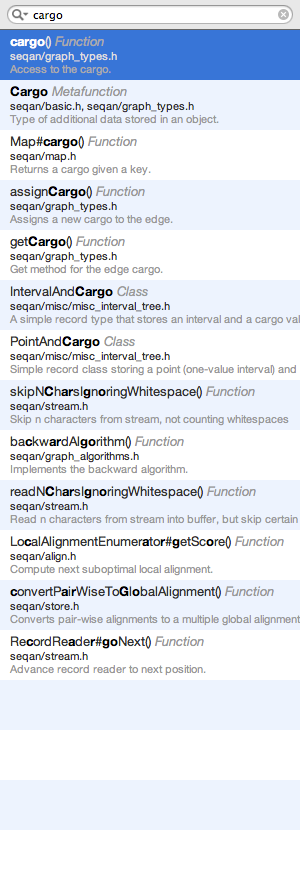 cargo
cargo() Function
seqan/graph_types.h
Access to the cargo.
Cargo Metafunction
seqan/basic.h, seqan/graph_types.h
Type of additional data stored in an object.
Map#cargo() Function
seqan/map.h
Returns a cargo given a key.
assignCargo() Function
seqan/graph_types.h
Assigns a new cargo to the edge.
getCargo() Function
seqan/graph_types.h
Get method for the edge cargo.
IntervalAndCargo Class
seqan/misc/misc_interval_tree.h
A simple record type that stores an interval and a cargo val
PointAndCargo Class
seqan/misc/misc_interval_tree.h
Simple record class storing a point (one-value interval) and
skipNCharsIgnoringWhitespace() Function
seqan/stream.h
Skip n characters from stream, not counting whitespaces
backwardAlgorithm() Function
seqan/graph_algorithms.h
Implements the backward algorithm.
readNCharsIgnoringWhitespace() Function
seqan/stream.h
Read n characters from stream into buffer, but skip certain
LocalAlignmentEnumerator#getScore() Function
seqan/align.h
Compute next suboptimal local alignment.
convertPairWiseToGlobalAlignment() Function
seqan/store.h
Converts pair-wise alignments to a multiple global alignment
RecordReader#goNext() Function
seqan/stream.h
Advance record reader to next position.